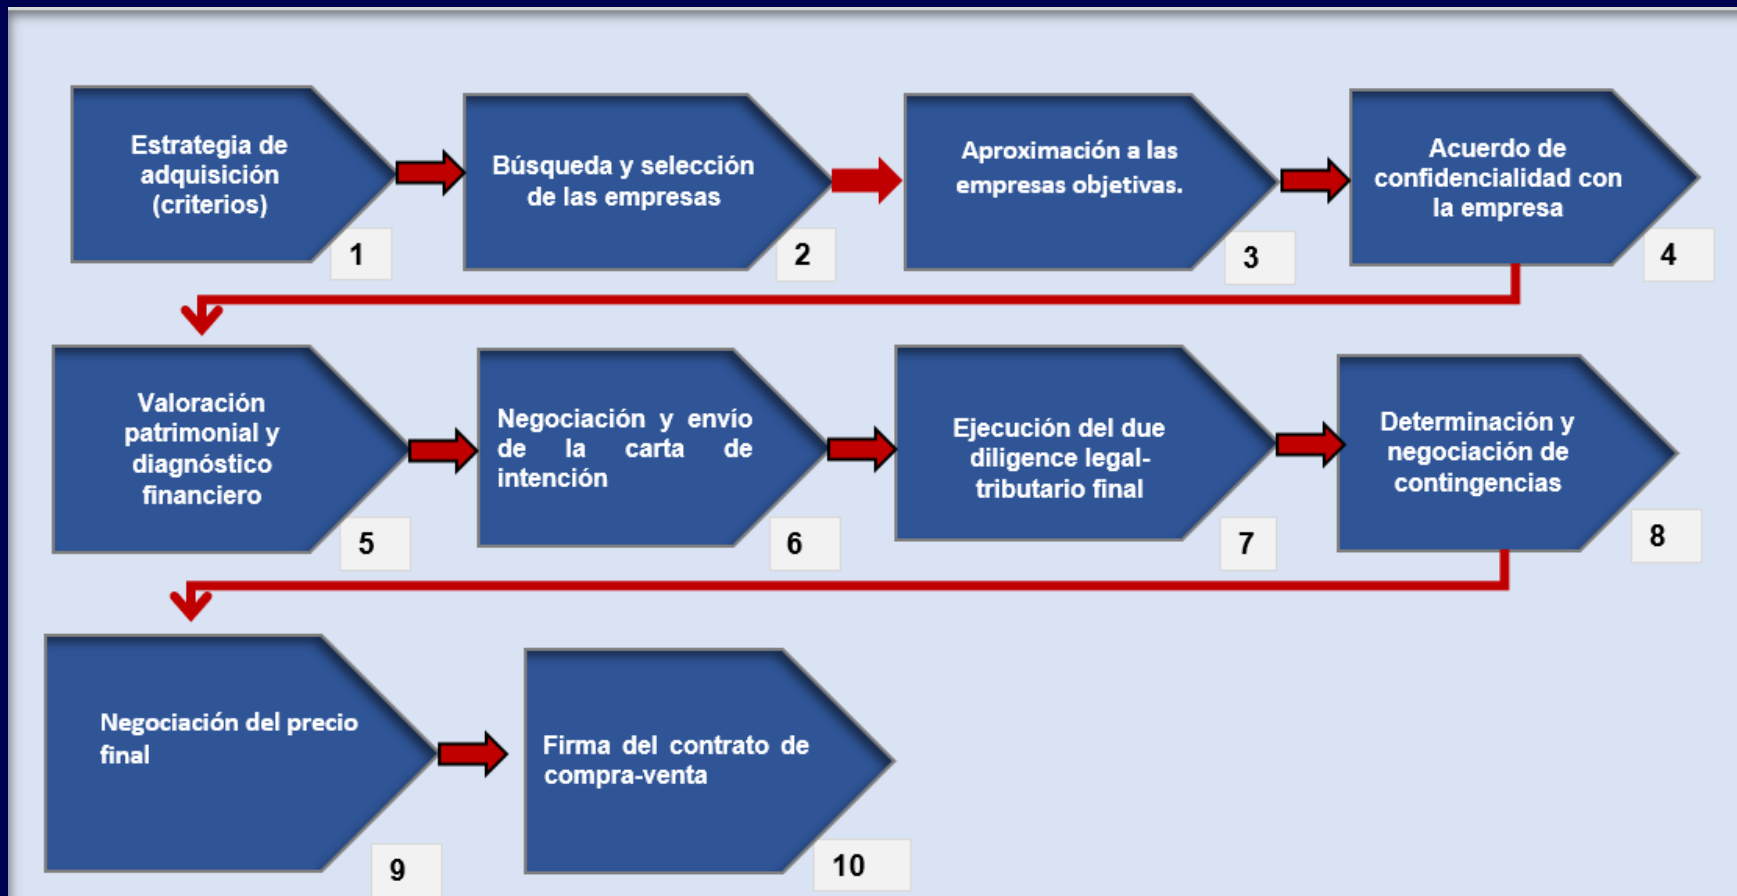 Estrategia de
adquisición
(criterios)
1
Búsqueda y selección
de las empresas
2
Aproximación a las
empresas objetivas.
3
Acuerdo de
confidencialidad con
la empresa
4
Valoración
patrimonial y
diagnóstico
financiero
5
Negociación y envío
de la carta de
intención
6
Ejecución del due
diligence legal-
tributario final
7
Determinación y
negociación de
contingencias
8
Negociación del precio
final
9
Firma del contrato de
compra-venta
10